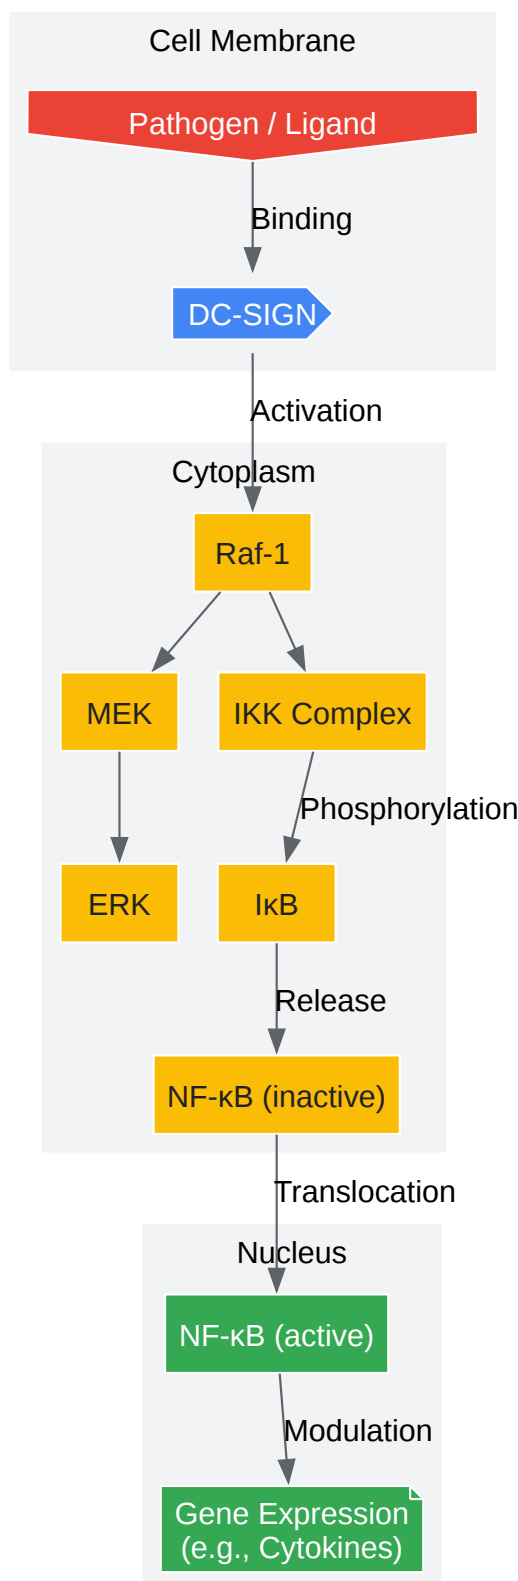 Cell Membrane
Pathogen / Ligand
Binding
DC-SIGN
Activation
Cytoplasm
Raf-1
MEK
IKK Complex
Phosphorylation
ERK
IκB
Release
NF-κB (inactive)
Translocation
Nucleus
NF-κB (active)
Modulation
Gene Expression
(e.g., Cytokines)